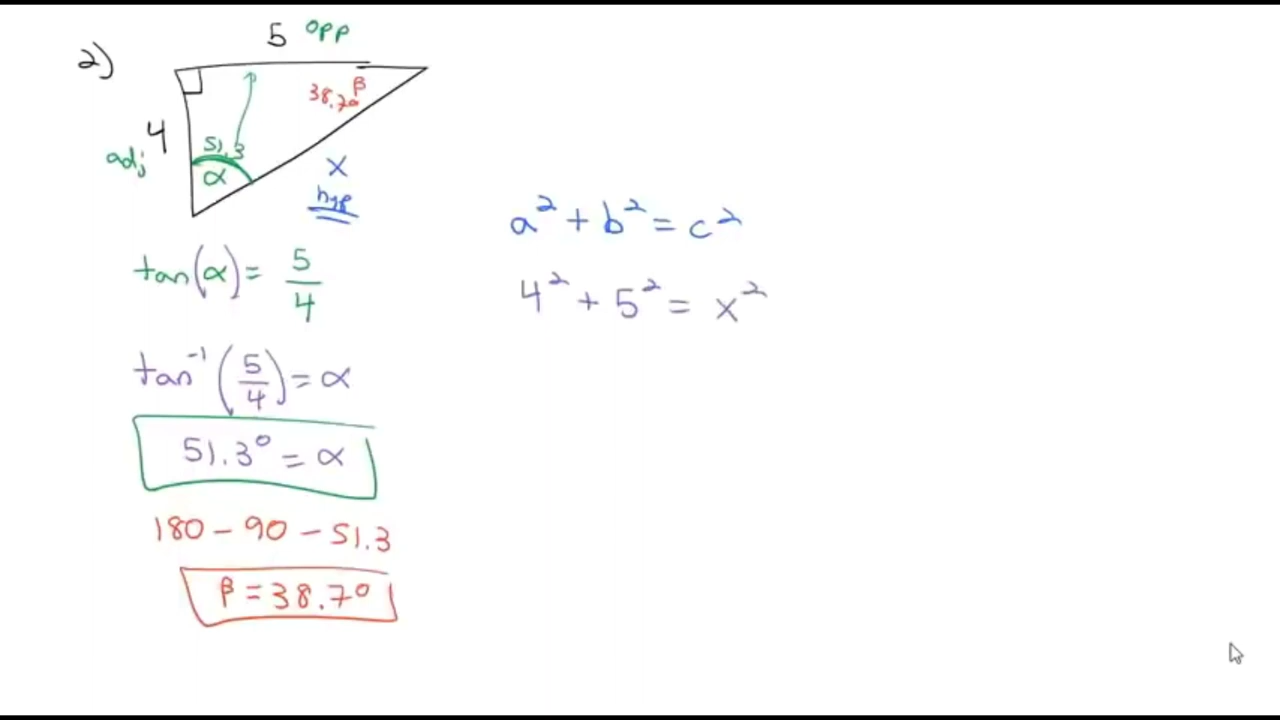 2)
5 opp
38.7° β
4
adj
51.3
α
x
hyp
tan(α) = 5/4
tan⁻¹(5/4) = α
51.3° = α
180 - 90 - 51.3
β = 38.7°
a² + b² = c²
4² + 5² = x²